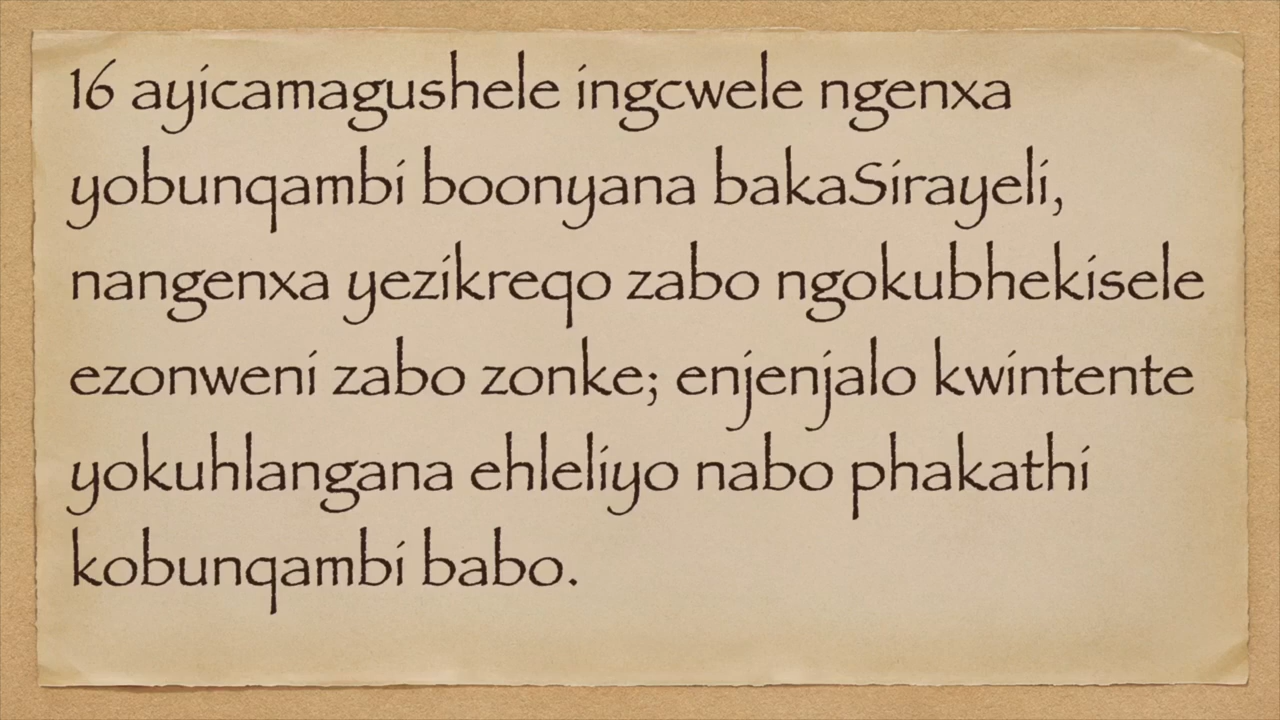 16 ayicamagushele ingcwele ngenxa
yobunqambi boonyana bakaSirayeli,
nangenxa yezikreqo zabo ngokubhekisele
ezonweni zabo zonke; enjenjalo kwintente
yokuhlangana ehleliyo nabo phakathi
kobunqambi babo.